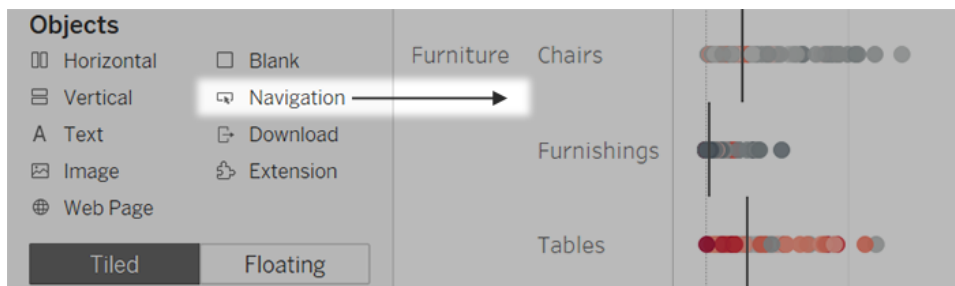 Objects
Horizontal
Blank
Vertical
Navigation
Text
Download
Image
Extension
Web Page
Tiled
Floating
Furniture
Chairs
Furnishings
Tables